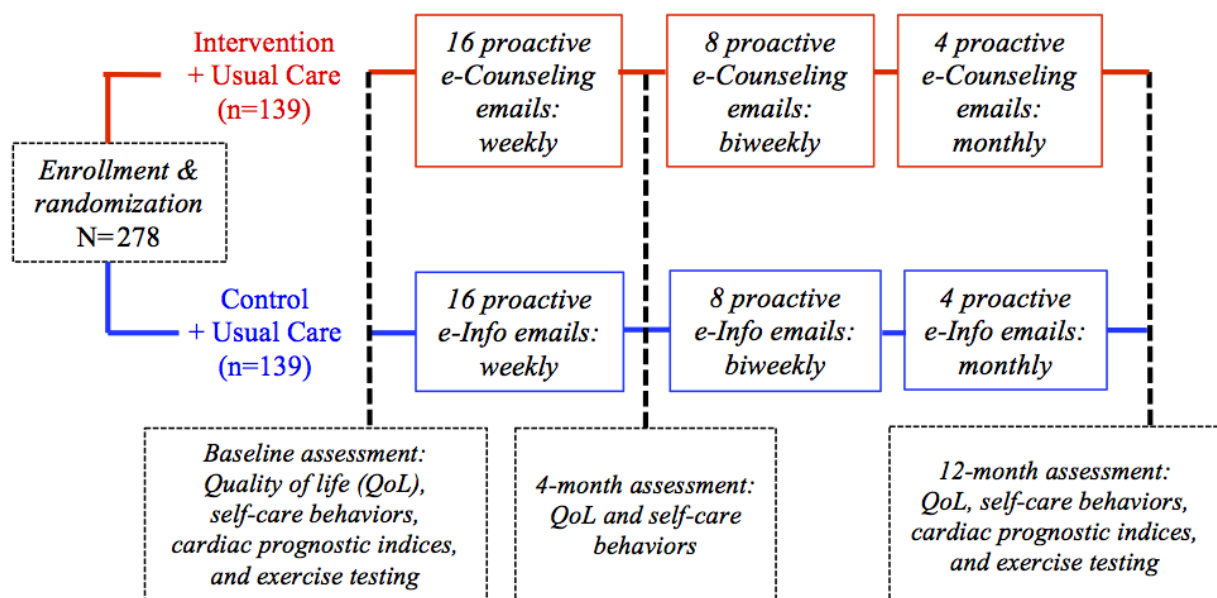 Intervention
+ Usual Care
(n=139)
16 proactive
e-Counseling
emails:
weekly
8 proactive
e-Counseling
emails:
biweekly
4 proactive
e-Counseling
emails:
monthly
Enrollment &
randomization
N=278
Control
+ Usual Care
(n=139)
16 proactive
e-Info emails:
weekly
8 proactive
e-Info emails:
biweekly
4 proactive
e-Info emails:
monthly
Baseline assessment:
Quality of life (QoL),
self-care behaviors,
cardiac prognostic indices,
and exercise testing
4-month assessment:
QoL and self-care
behaviors
12-month assessment:
QoL, self-care behaviors,
cardiac prognostic indices,
and exercise testing